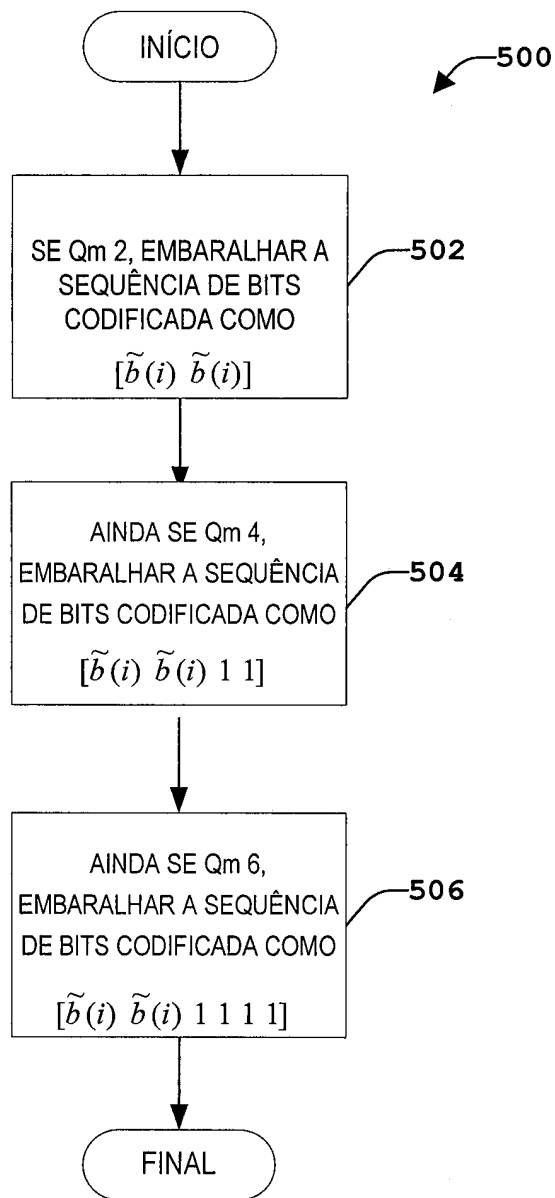 INÍCIO
500
SE Qm 2, EMBARALHAR A
SEQUÊNCIA DE BITS
CODIFICADA COMO
[b̃(i) b̃(i)]
502
AINDA SE Qm 4,
EMBARALHAR A SEQUÊNCIA
DE BITS CODIFICADA COMO
[b̃(i) b̃(i) 1 1]
504
AINDA SE Qm 6,
EMBARALHAR A SEQUÊNCIA
DE BITS CODIFICADA COMO
[b̃(i) b̃(i) 1 1 1 1]
506
FINAL